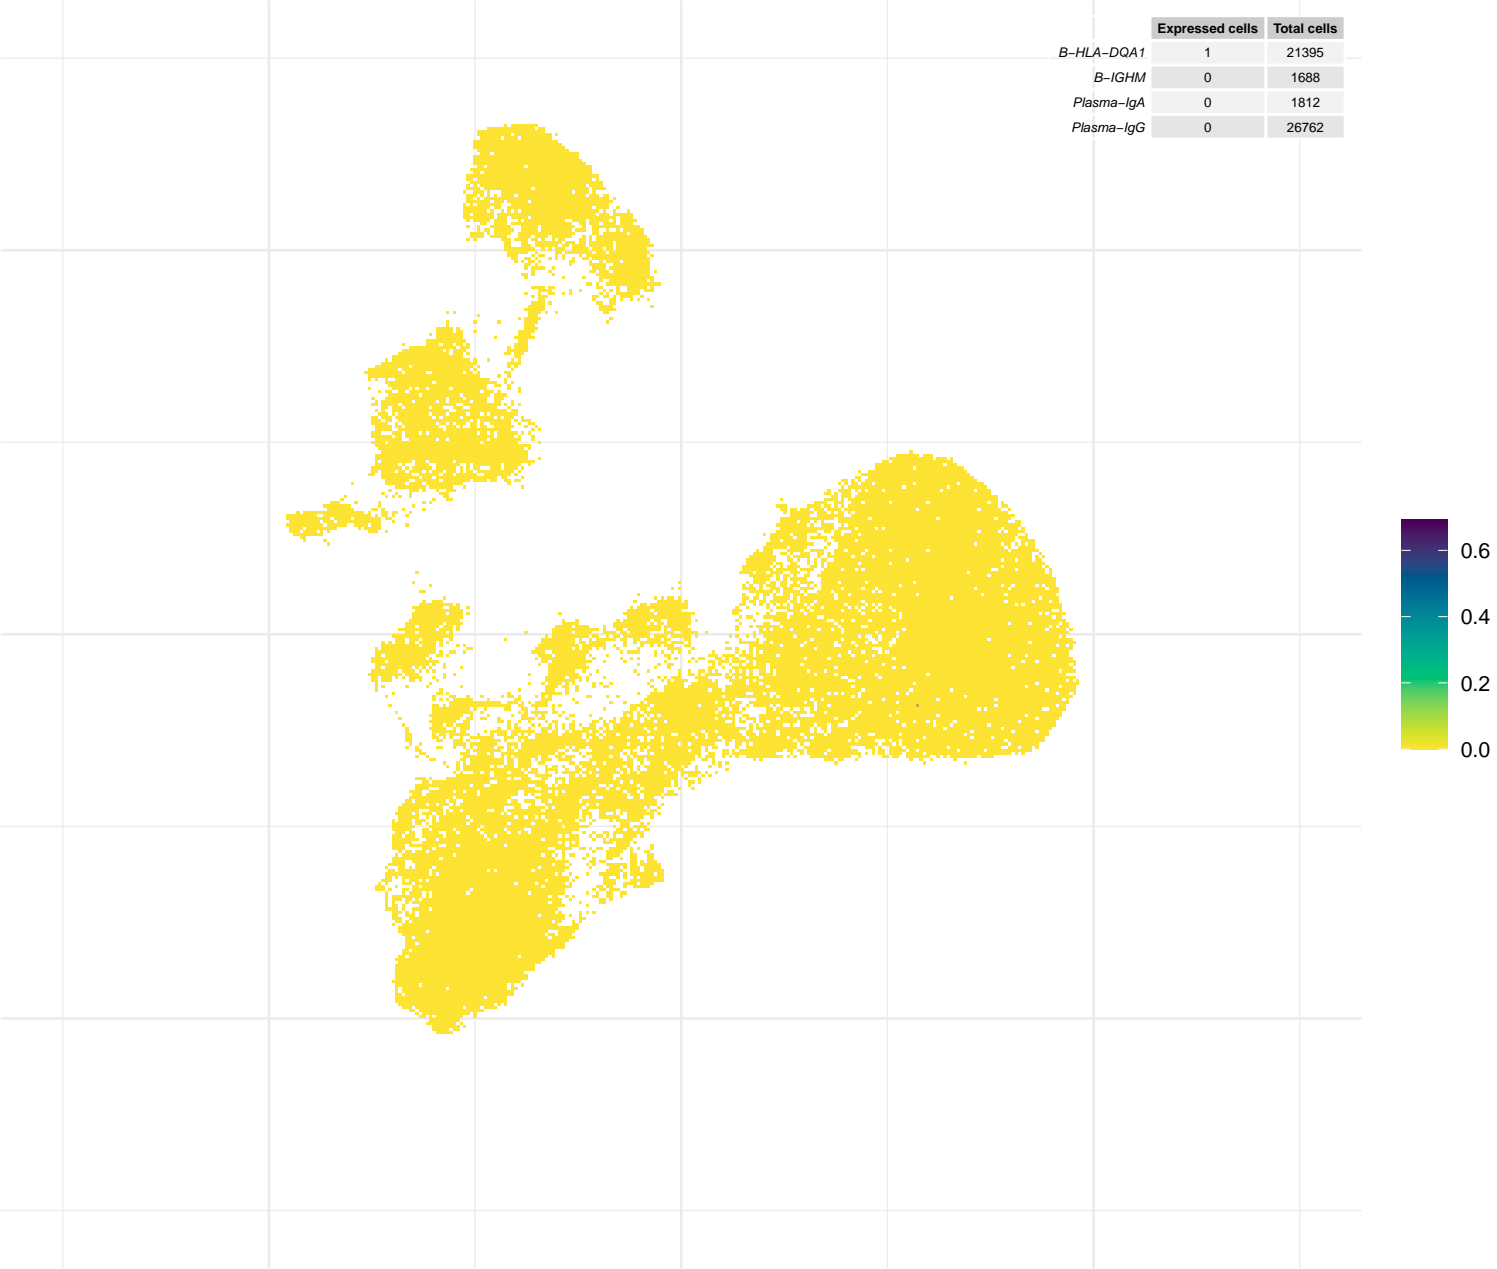 Expressed cells Total cells
B−HLA−DQA1 1 21395
B−IGHM 0 1688
Plasma−IgA 0 1812
Plasma−IgG 0 26762
0.6
0.4
0.2
0.0